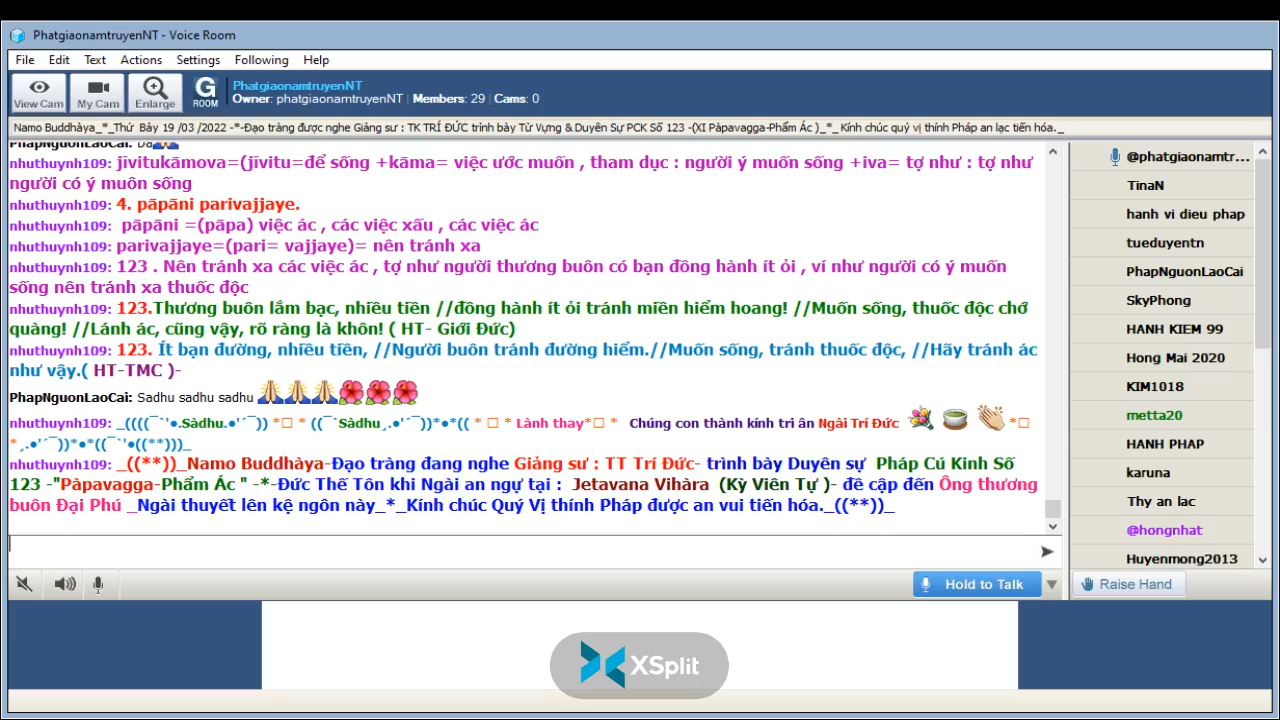 PhatgiaonamtruyenNT - Voice Room
File Edit Text Actions Settings Following Help
View Cam My Cam Enlarge G ROOM
PhatgiaonamtruyenNT
Owner: phatgiaonamtruyenNT | Members: 29 | Cams: 0
Namo Buddhàya_*_Thứ Bảy 19 /03 /2022 -*-Đạo tràng được nghe Giảng sư : TK TRÍ ĐỨC trình bày Từ Vựng & Duyên Sự PCK Số 123 -(XI Pàpavagga-Phẩm Ác )_*_ Kính chúc quý vị thính Pháp an lạc tiến hóa._
PhapNguonLaoCai: Dạ
nhuthuynh109: jīvitukāmova=(jīvitu=để sống +kāma= việc ước muốn , tham dục : người ý muốn sống +iva= tợ như : tợ như
người có ý muôn sống
nhuthuynh109: 4. pāpāni parivajjaye.
nhuthuynh109: pāpāni =(pāpa) việc ác , các việc xấu , các việc ác
nhuthuynh109: parivajjaye=(pari= vajjaye)= nên tránh xa
nhuthuynh109: 123 . Nên tránh xa các việc ác , tợ như người thương buôn có bạn đồng hành ít ỏi , ví như người có ý muốn
sống nên tránh xa thuốc độc
nhuthuynh109: 123.Thương buôn lắm bạc, nhiều tiền //đồng hành ít ỏi tránh miền hiểm hoang! //Muốn sống, thuốc độc chớ
quàng! //Lánh ác, cũng vậy, rõ ràng là khôn! ( HT- Giới Đức)
nhuthuynh109: 123. Ít bạn đường, nhiều tiền, //Người buôn tránh đường hiểm.//Muốn sống, tránh thuốc độc, //Hãy tránh ác
như vậy.( HT-TMC )-
PhapNguonLaoCai: Sadhu sadhu sadhu
nhuthuynh109: _((((¯`'•.Sàdhu.•'´¯)) *□ * ((¯`Sàdhu¸.•'´¯))*•*(( * □ * Lành thay*□ * Chúng con thành kính tri ân Ngài Trí Đức *□
*¸.•'´¯))*•*((¯`'•((**)))_
nhuthuynh109: _((**))_Namo Buddhàya-Đạo tràng đang nghe Giảng sư : TT Trí Đức- trình bày Duyên sự Pháp Cú Kinh Số
123 -"Pàpavagga-Phẩm Ác " -*-Đức Thế Tôn khi Ngài an ngự tại : Jetavana Vihàra (Kỳ Viên Tự )- đề cập đến Ông thương
buôn Đại Phú _Ngài thuyết lên kệ ngôn này_*_Kính chúc Quý Vị thính Pháp được an vui tiến hóa._((**))_
Hold to Talk
@phatgiaonamtr...
TinaN
hanh vi dieu phap
tueduyentn
PhapNguonLaoCai
SkyPhong
HANH KIEM 99
Hong Mai 2020
KIM1018
metta20
HANH PHAP
karuna
Thy an lac
@hongnhat
Huyenmong2013
Raise Hand
XSplit